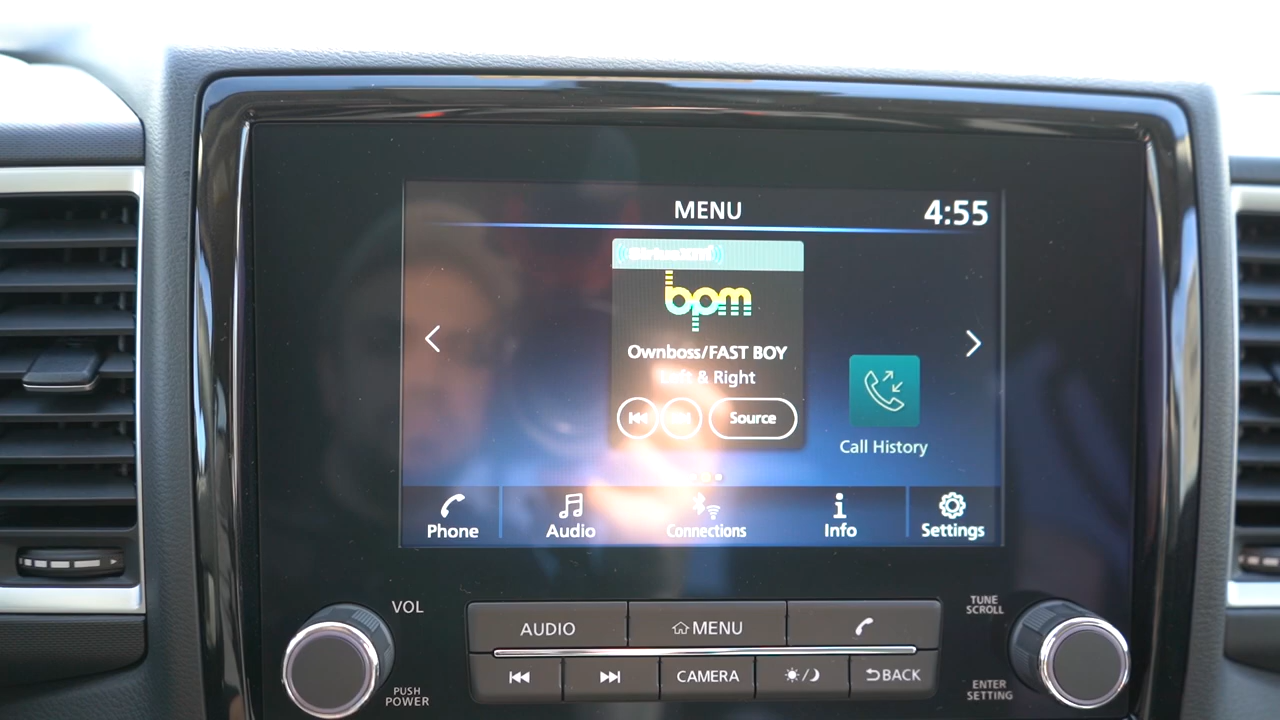 MENU
4:55
SiriusXM
bpm
Ownboss/FAST BOY
Left & Right
Source
Call History
Phone
Audio
Connections
Info
Settings
VOL
PUSH
POWER
AUDIO
MENU
CAMERA
BACK
TUNE
SCROLL
ENTER
SETTING